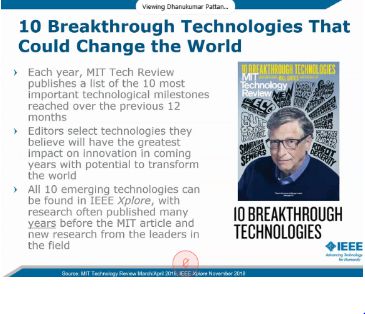 Viewing Dhanukumar Pattan...
10 Breakthrough Technologies That
Could Change the World
Each year, MIT Tech Review
publishes a list of the 10 most
important technological milestones
reached over the previous 12
months
Editors select technologies they
believe will have the greatest
impact on innovation in coming
years with potential to transform
the world
All 10 emerging technologies can
be found in IEEE Xplore, with
research often published many
years before the MIT article and
new research from the leaders in
the field
10 BREAKTHROUGH TECHNOLOGIES
MIT
Technology
Review
10 BREAKTHROUGH
TECHNOLOGIES
IEEE
Advancing Technology
for Humanity
Source: MIT Technology Review March/April 2019, IEEE Xplore November 2019